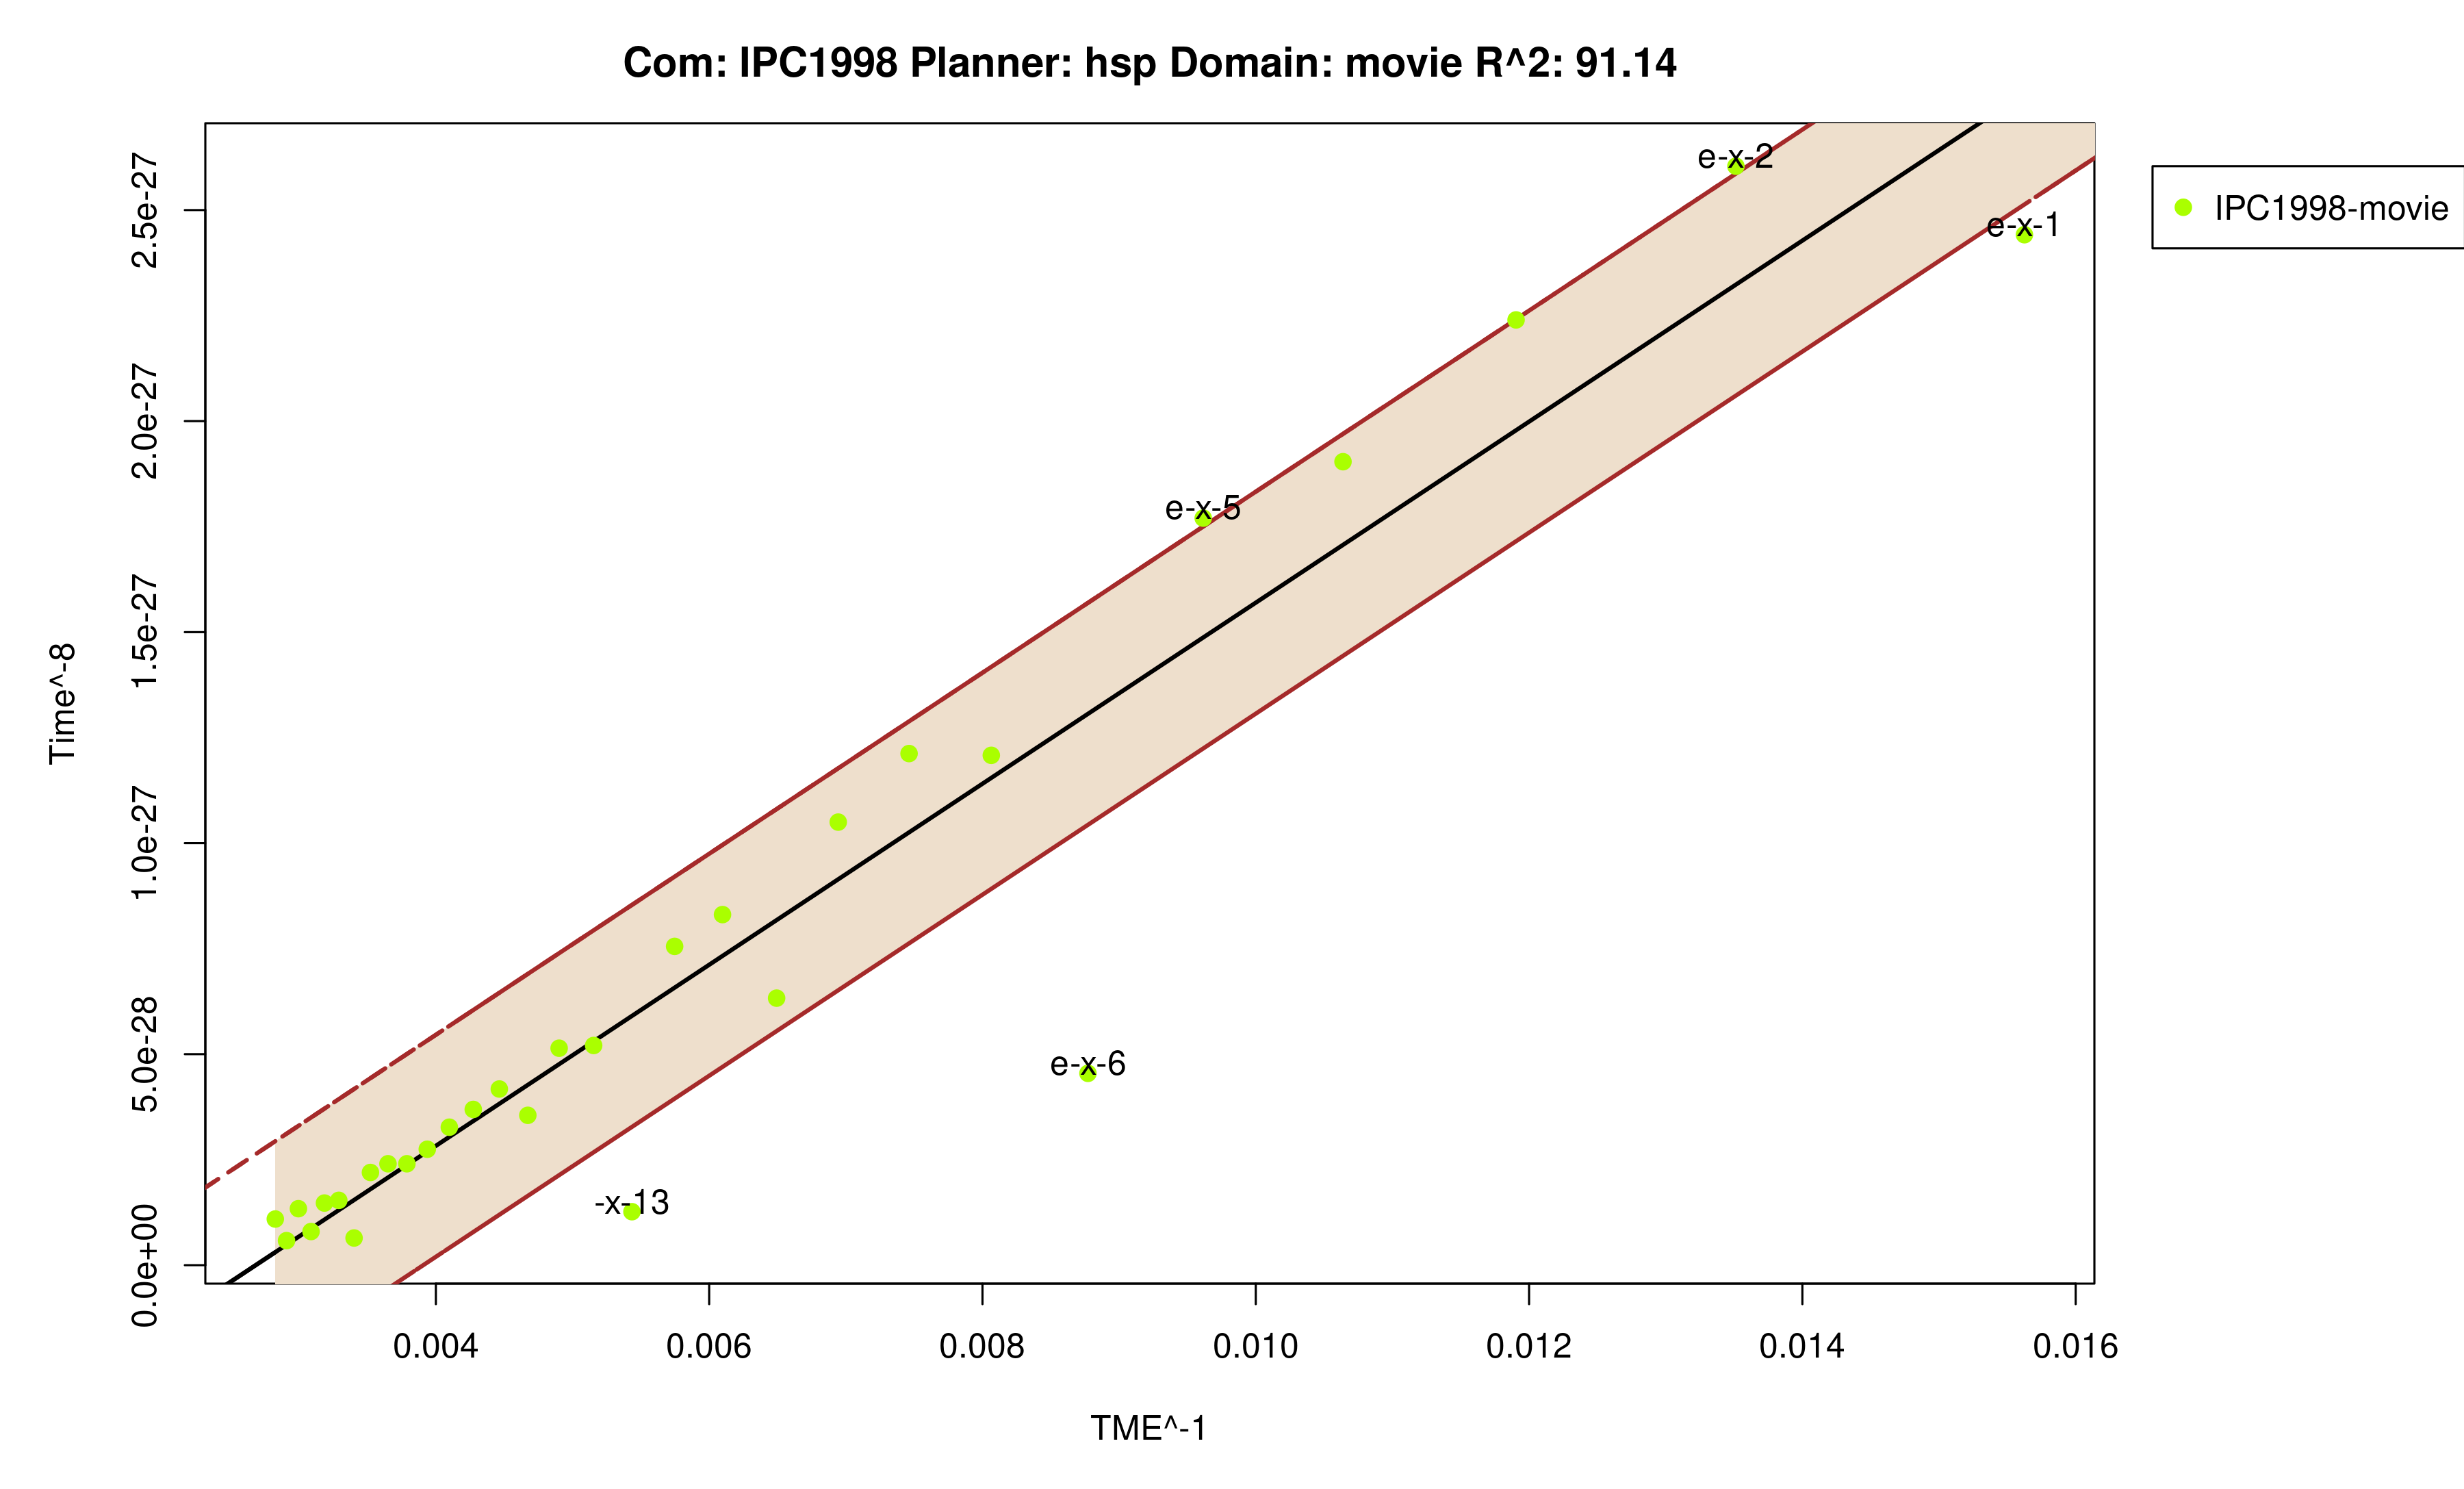 Com: IPC1998 Planner: hsp Domain: movie R^2: 91.14
Time^-8
2.5e-27
2.0e-27
1.5e-27
1.0e-27
5.0e-28
0.0e+00
e-x-2
e-x-1
e-x-5
e-x-6
-x-13
IPC1998-movie
0.004 0.006 0.008 0.010 0.012 0.014 0.016
TME^-1